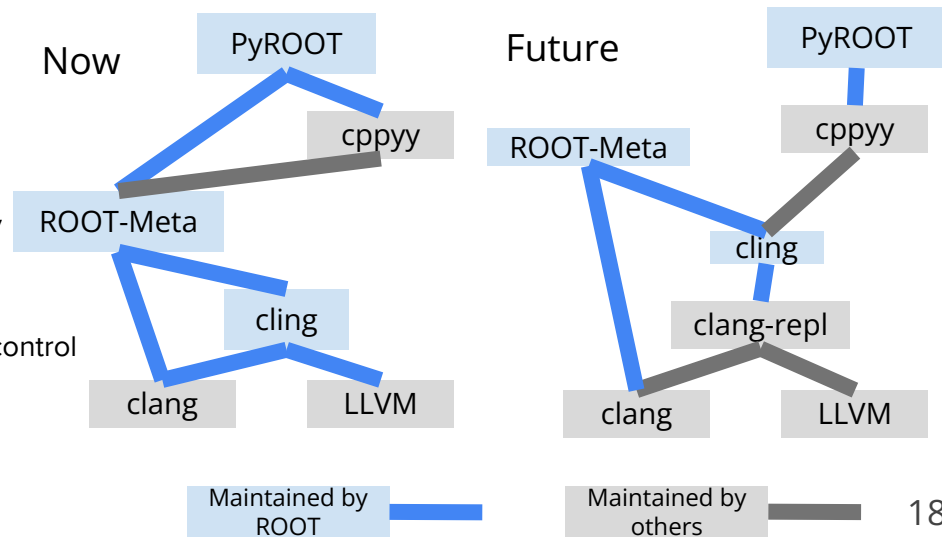 Now
PyROOT
cppyy
ROOT-Meta
control
cling
clang
LLVM
Future
PyROOT
cppyy
ROOT-Meta
cling
clang-repl
clang
LLVM
Maintained by
ROOT
Maintained by
others
18